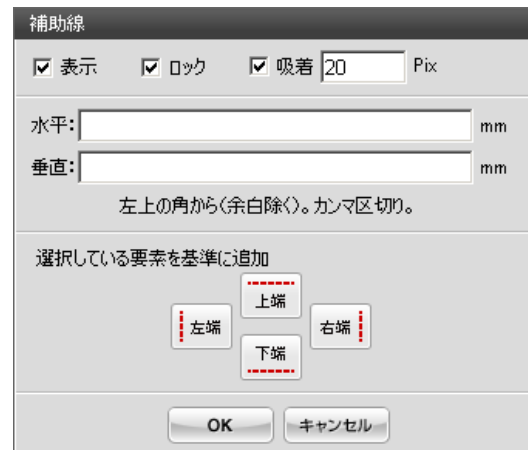 補助線
表示 ロック 吸着 20 Pix
水平: mm
垂直: mm
左上の角から(余白除く)。カンマ区切り。
選択している要素を基準に追加
上端
左端 右端
下端
OK キャンセル